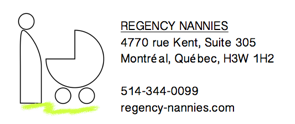 REGENCY NANNIES
4770 rue Kent, Suite 305
Montréal, Québec, H3W 1H2
514-344-0099
regency-nannies.com